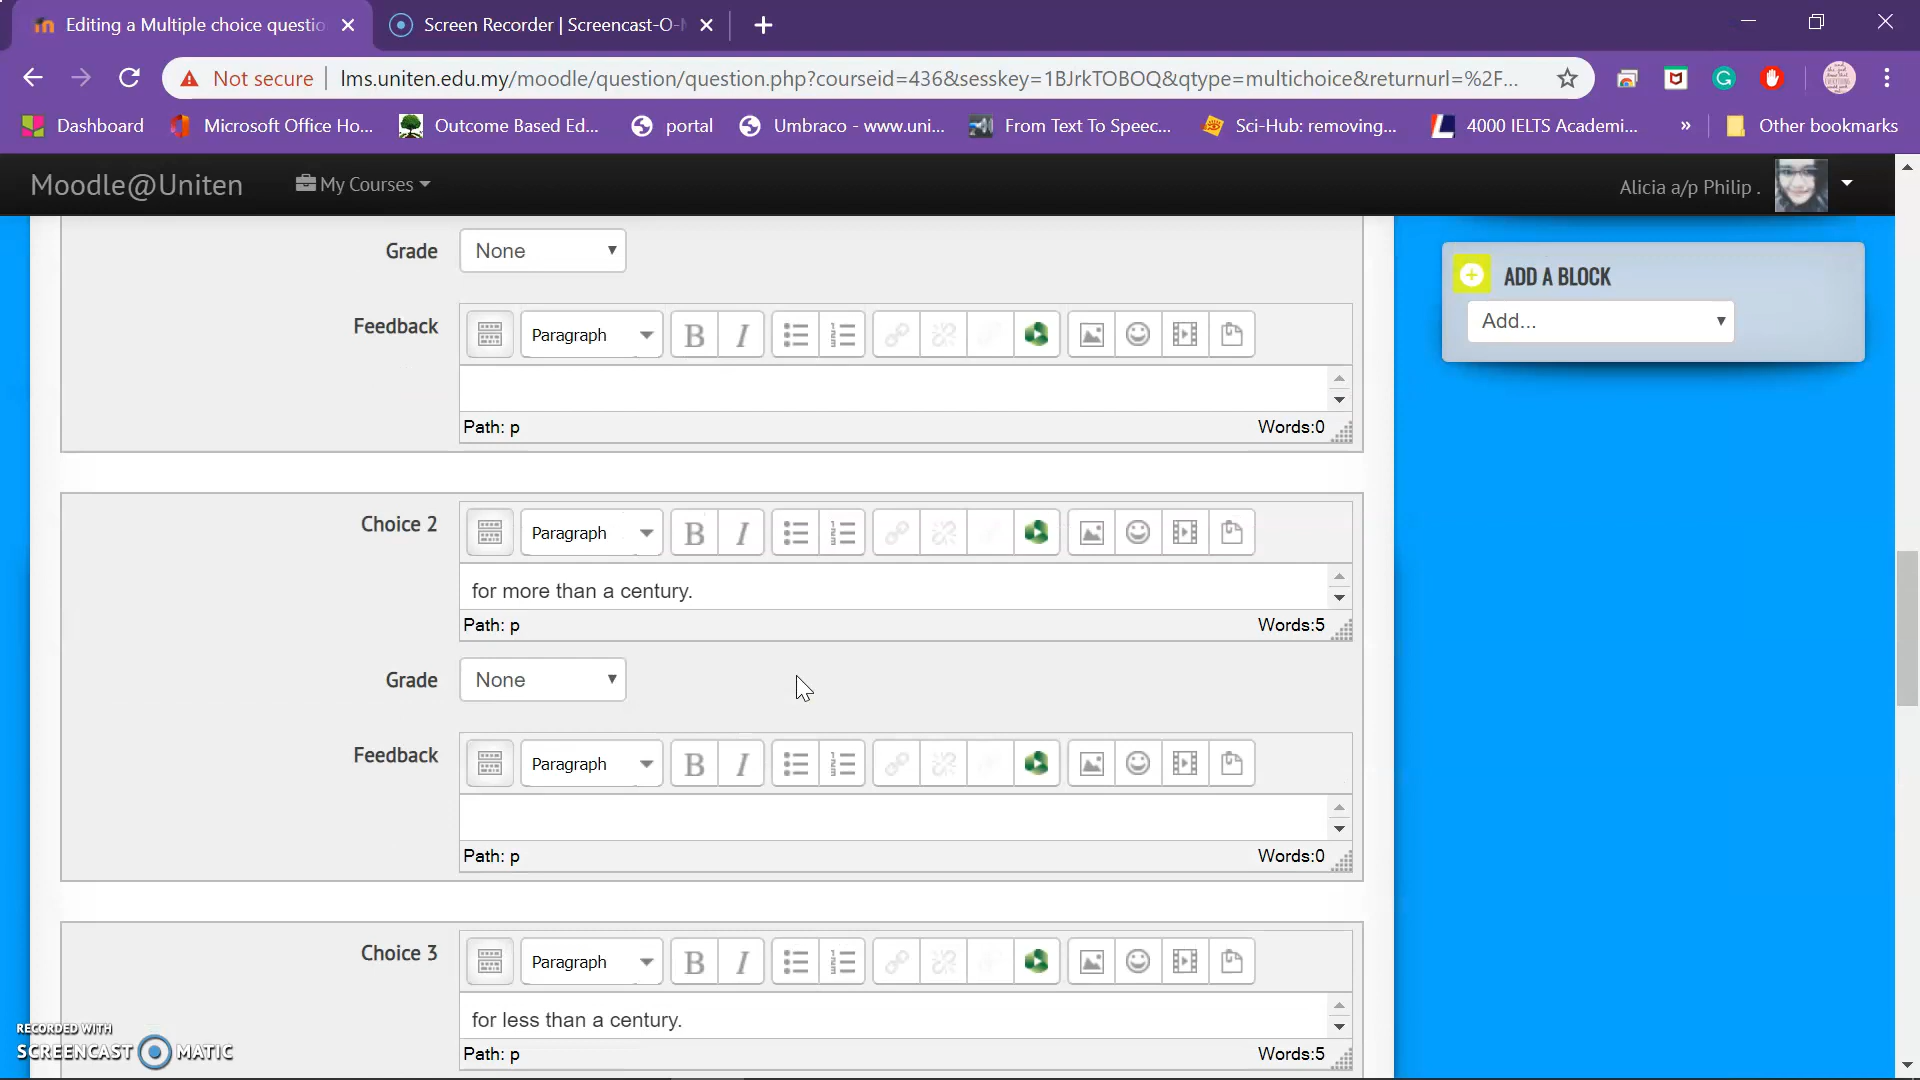 Editing a Multiple choice questio
Screen Recorder | Screencast-O-M
Not secure
lms.uniten.edu.my/moodle/question/question.php?courseid=436&sesskey=1BJrkTOBOQ&qtype=multichoice&returnurl=%2F...
Dashboard
Microsoft Office Ho...
Outcome Based Ed...
portal
Umbraco - www.uni...
From Text To Speec...
Sci-Hub: removing...
4000 IELTS Academi...
»
Other bookmarks
Moodle@Uniten
My Courses
Alicia a/p Philip .
Grade
None
ADD A BLOCK
Add...
Feedback
Paragraph
B I
Path: p
Words:0
Choice 2
Paragraph
B I
for more than a century.
Path: p
Words:5
Grade
None
Feedback
Paragraph
B I
Path: p
Words:0
Choice 3
Paragraph
B I
for less than a century.
Path: p
Words:5
RECORDED WITH
SCREENCAST MATIC